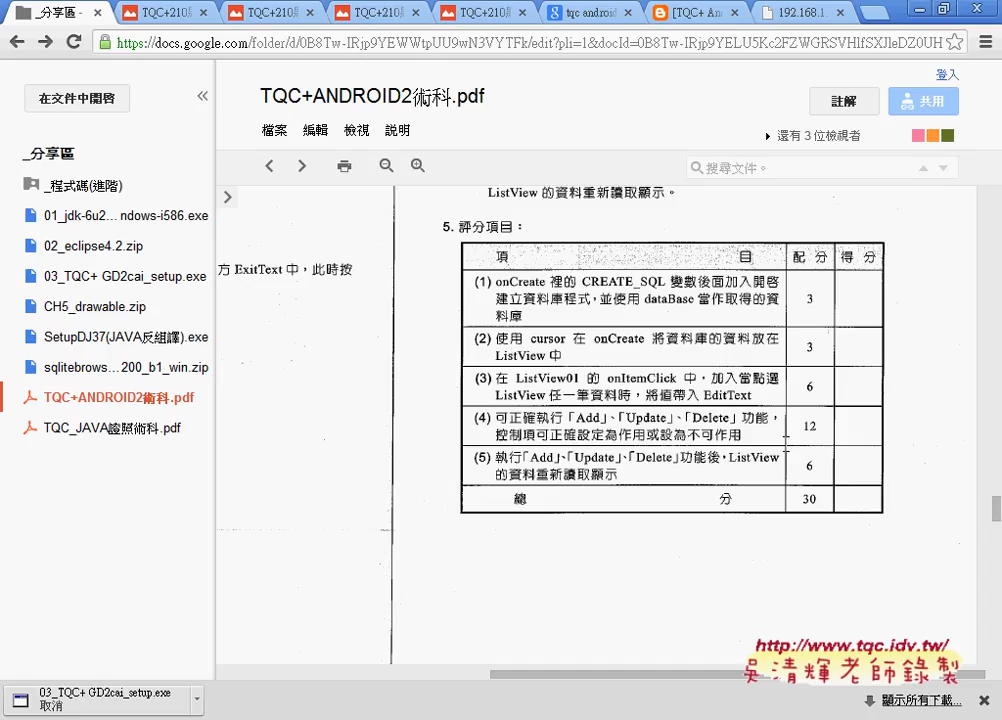 _分享區 -
TQC+210
TQC+210
TQC+210
TQC+210
tqc android
[TQC+ An
192.168.1.
https://docs.google.com/folder/d/0B8Tw-IRjp9YEWWtpUU9wN3VYTFk/edit?pli=1&docId=0B8Tw-IRjp9YELU5Kc2FZWGRSVHlfSXJleDZ0UH
登入
在文件中開啓
TQC+ANDROID2術科.pdf
註解
共用
檔案 編輯 檢視 説明
還有 3 位檢視者
搜尋文件。
_分享區
_程式碼(進階)
01_jdk-6u2... ndows-i586.exe
02_eclipse4.2.zip
03_TQC+ GD2cai_setup.exe
CH5_drawable.zip
SetupDJ37(JAVA反組譯).exe
sqlitebrows....200_b1_win.zip
TQC+ANDROID2術科.pdf
TQC_JAVA證照術科.pdf
方 ExitText 中，此時按
ListView 的資料重新讀取顯示。
5. 評分項目：
項 目 配 分 得 分
(1) onCreate 裡的 CREATE_SQL 變數後面加入開啓
建立資料庫程式，並使用 dataBase 當作取得的資
料庫
3
(2) 使用 cursor 在 onCreate 將資料庫的資料放在
ListView 中
3
(3) 在 ListView01 的 onItemClick 中，加入當點選
ListView 任一筆資料時，將值帶入 EditText
6
(4) 可正確執行「Add」、「Update」、「Delete」功能，
控制項可正確設定為作用或設為不可作用
12
(5) 執行「Add」、「Update」、「Delete」功能後，ListView
的資料重新讀取顯示
6
總 分 30
http://www.tqc.idv.tw/
吳清輝老師錄製
03_TQC+ GD2cai_setup.exe
取消
顯示所有下載...